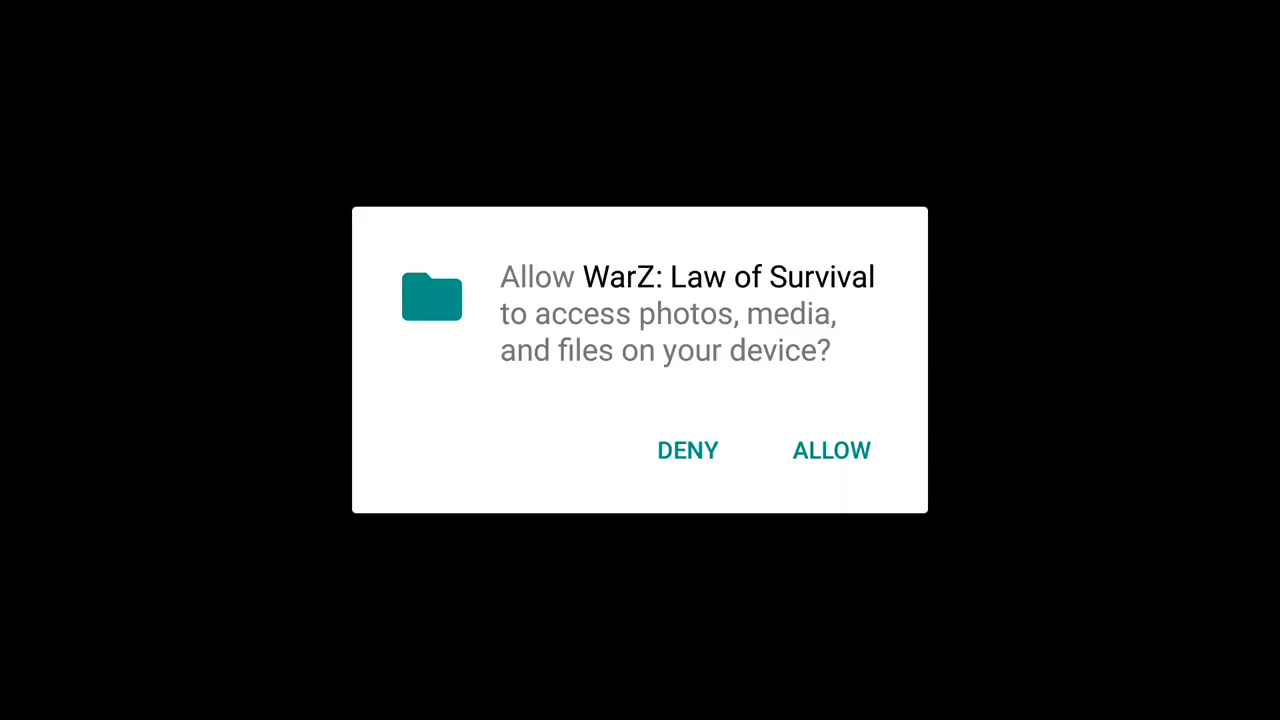 Allow WarZ: Law of Survival
to access photos, media,
and files on your device?
DENY ALLOW